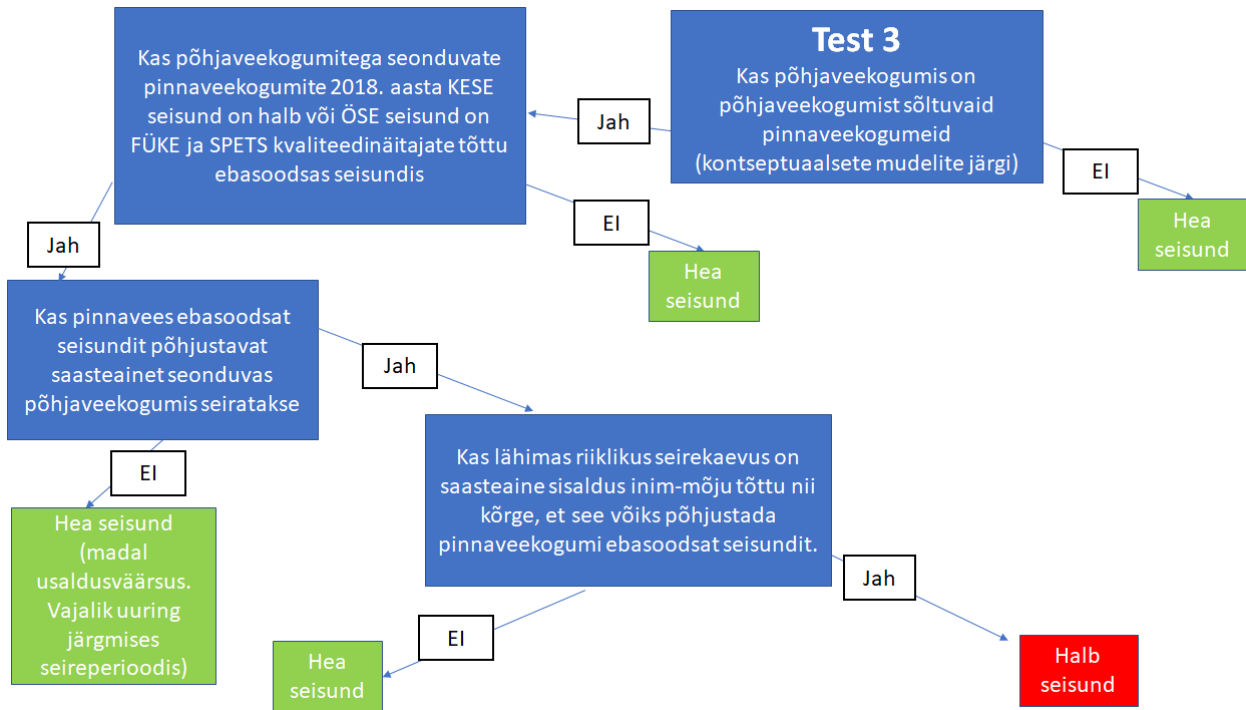 Test 3
Kas põhjaveekogumis on
põhjaveekogumist sõltuvaid
pinnaveekogumeid
(kontseptuaalsete mudelite järgi)
Jah
EI
Hea
seisund
Kas põhjaveekogumitega seonduvate
pinnaveekogumite 2018. aasta KESE
seisund on halb või ÖSE seisund on
FÜKE ja SPETS kvaliteedinäitajate tõttu
ebasoodsas seisundis
Jah
EI
Hea
seisund
Kas pinnavees ebasoodsat
seisundit põhjustavat
saasteainet seonduvas
põhjaveekogumis seiratakse
Jah
EI
Hea seisund
(madal
usaldusväärsus.
Vajalik uuring
järgmises
seireperioodis)
Kas lähimas riiklikus seirekaevus on
saasteaine sisaldus inim-mõju tõttu nii
kõrge, et see võiks põhjustada
pinnaveekogumi ebasoodsat seisundit.
Jah
EI
Hea
seisund
Halb
seisund